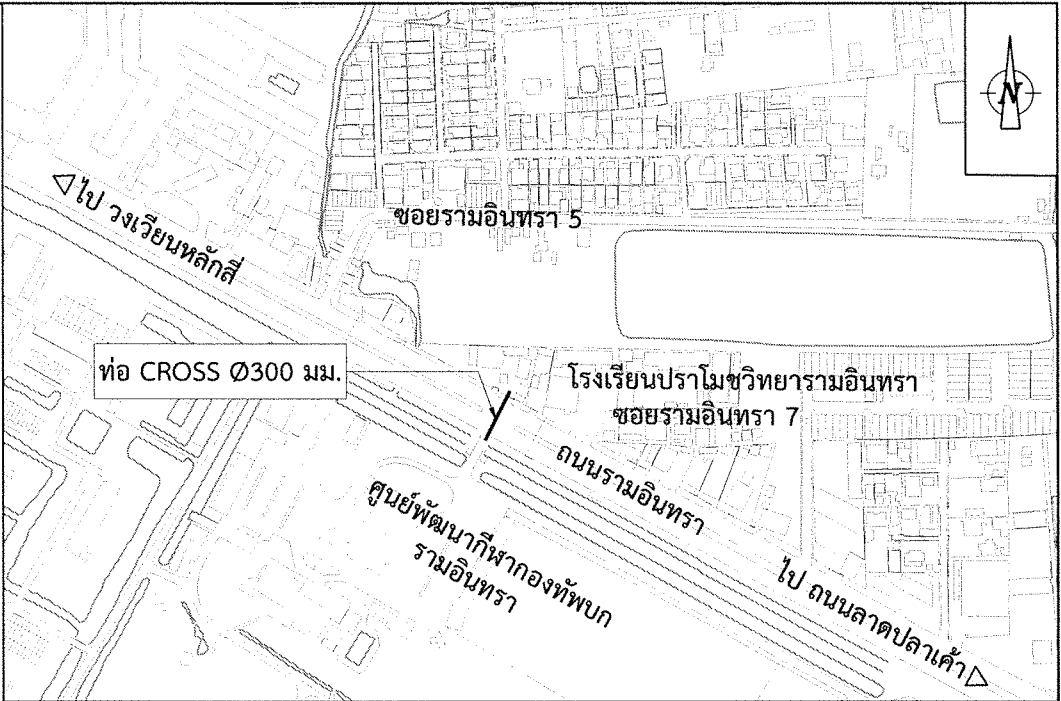 N
ซอยรามอินทรา 5
ไป วงเวียนหลักสี่
ท่อ CROSS Ø300 มม.
โรงเรียนปราโมชวิทยารามอินทรา
ซอยรามอินทรา 7
ถนนรามอินทรา
ศูนย์พัฒนากีฬากองทัพบก
รามอินทรา
ไป ถนนลาดปลาเค้า